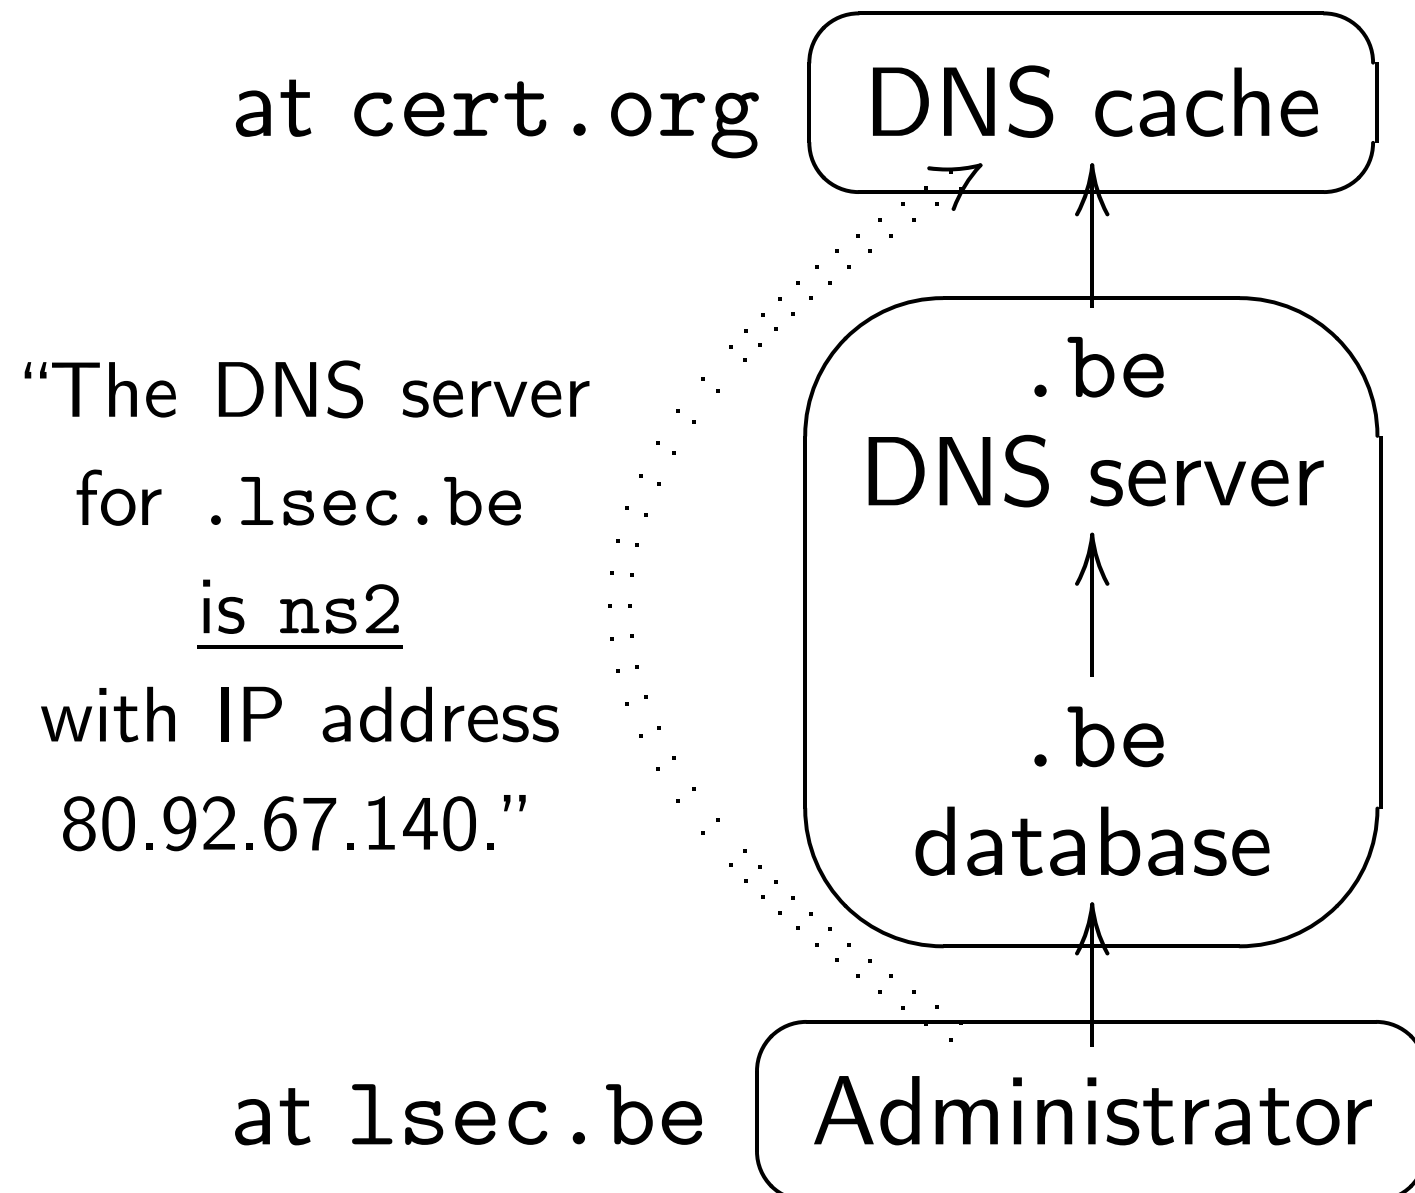 at cert.org DNS cache
“The DNS server
for .lsec.be
is ns2
with IP address
80.92.67.140.”
.be
DNS server
.be
database
at lsec.be Administrator